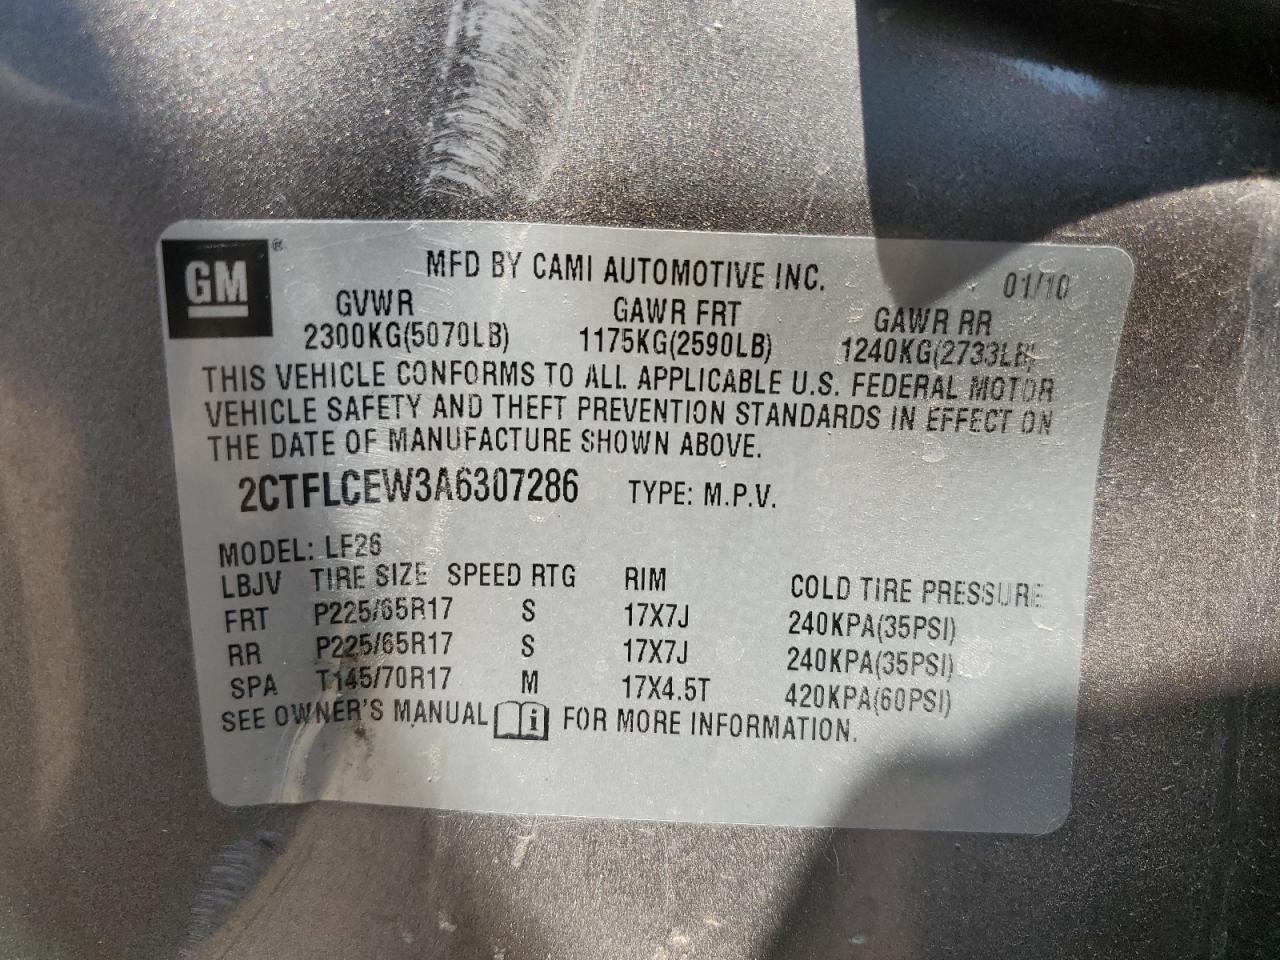 GM®
MFD BY CAMI AUTOMOTIVE INC. 01/10
GVWR GAWR FRT GAWR RR
2300KG(5070LB) 1175KG(2590LB) 1240KG(2733LB)
THIS VEHICLE CONFORMS TO ALL APPLICABLE U.S. FEDERAL MOTOR
VEHICLE SAFETY AND THEFT PREVENTION STANDARDS IN EFFECT ON
THE DATE OF MANUFACTURE SHOWN ABOVE.
2CTFLCEW3A6307286 TYPE: M.P.V.
MODEL: LF26
LBJV TIRE SIZE SPEED RTG RIM COLD TIRE PRESSURE
FRT P225/65R17 S 17X7J 240KPA(35PSI)
RR P225/65R17 S 17X7J 240KPA(35PSI)
SPA T145/70R17 M 17X4.5T 420KPA(60PSI)
SEE OWNER'S MANUAL i FOR MORE INFORMATION.